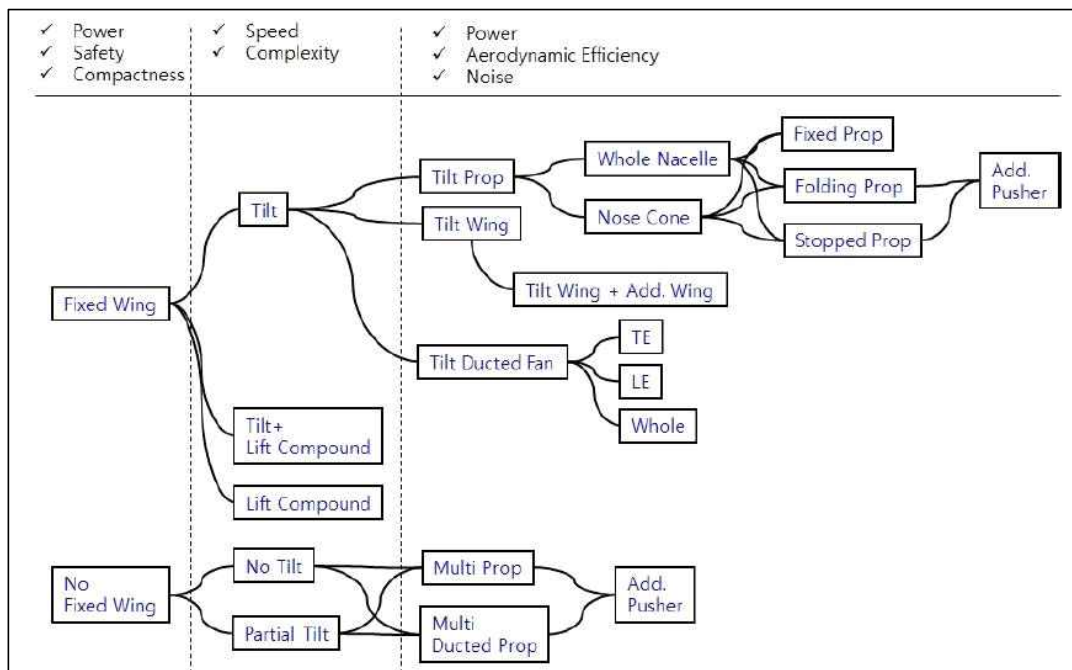 ✓ Power
✓ Safety
✓ Compactness
✓ Speed
✓ Complexity
✓ Power
✓ Aerodynamic Efficiency
✓ Noise
Fixed Wing
Tilt
Tilt+
Lift Compound
Lift Compound
Tilt Prop
Tilt Wing
Tilt Wing + Add. Wing
Tilt Ducted Fan
Whole Nacelle
Nose Cone
TE
LE
Whole
Fixed Prop
Folding Prop
Stopped Prop
Add.
Pusher
No
Fixed Wing
No Tilt
Partial Tilt
Multi Prop
Multi
Ducted Prop
Add.
Pusher